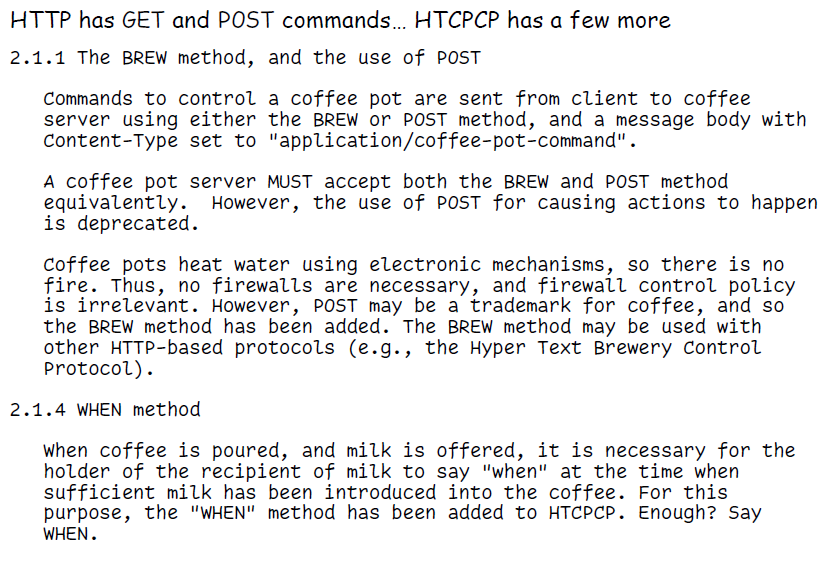 HTTP has GET and POST commands… HTCPCP has a few more
2.1.1 The BREW method, and the use of POST
Commands to control a coffee pot are sent from client to coffee
server using either the BREW or POST method, and a message body with
Content-Type set to "application/coffee-pot-command".
A coffee pot server MUST accept both the BREW and POST method
equivalently.  However, the use of POST for causing actions to happen
is deprecated.
Coffee pots heat water using electronic mechanisms, so there is no
fire. Thus, no firewalls are necessary, and firewall control policy
is irrelevant. However, POST may be a trademark for coffee, and so
the BREW method has been added. The BREW method may be used with
other HTTP-based protocols (e.g., the Hyper Text Brewery Control
Protocol).
2.1.4 WHEN method
When coffee is poured, and milk is offered, it is necessary for the
holder of the recipient of milk to say "when" at the time when
sufficient milk has been introduced into the coffee. For this
purpose, the "WHEN" method has been added to HTCPCP. Enough? Say
WHEN.